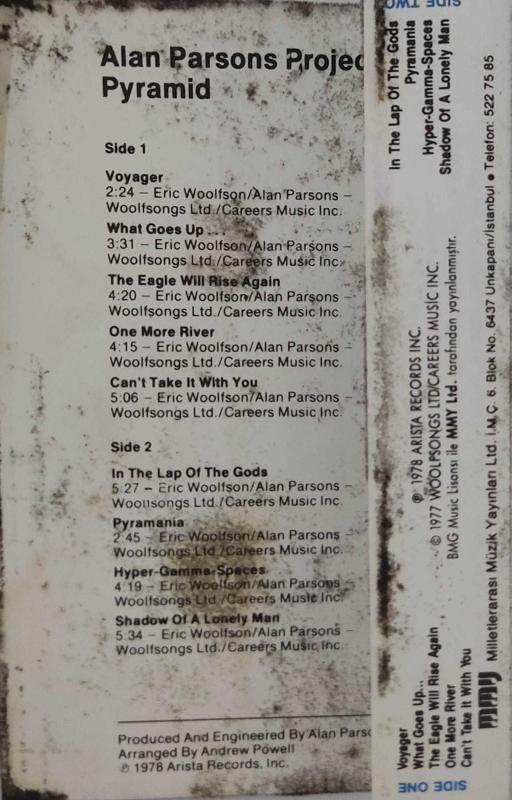 Alan Parsons Projec
Pyramid
Side 1
Voyager
2:24 – Eric Woolfson/Alan Parsons –
Woolfsongs Ltd./Careers Music Inc.
What Goes Up...
3:31 – Eric Woolfson/Alan Parsons –
Woolfsongs Ltd./Careers Music Inc.
The Eagle Will Rise Again
4:20 – Eric Woolfson/Alan Parsons –
Woolfsongs Ltd./Careers Music Inc.
One More River
4:15 – Eric Woolfson/Alan Parsons –
Woolfsongs Ltd./Careers Music Inc.
Can't Take It With You
5:06 – Eric Woolfson/Alan Parsons –
Woolfsongs Ltd./Careers Music Inc.
Side 2
In The Lap Of The Gods
5:27 – Eric Woolfson/Alan Parsons –
Woolfsongs Ltd./Careers Music Inc.
Pyramania
2:45 – Eric Woolfson/Alan Parsons –
Woolfsongs Ltd./Careers Music Inc.
Hyper-Gamma-Spaces
4:19 – Eric Woolfson/Alan Parsons –
Woolfsongs Ltd./Careers Music Inc.
Shadow Of A Lonely Man
5:34 – Eric Woolfson/Alan Parsons –
Woolfsongs Ltd./Careers Music Inc.
Produced And Engineered By Alan Parso
Arranged By Andrew Powell
℗ 1978 Arista Records, Inc.
SIDE ONE
Voyager
What Goes Up...
The Eagle Will Rise Again
One More River
Can't Take It With You
℗ 1978 ARISTA RECORDS INC.
© 1977 WOOLFSONGS LTD/CAREERS MUSIC INC.
BMG Music Lisansı ile MMY Ltd. tarafından yayınlanmıştır.
SIDE TWO
In The Lap Of The Gods
Pyramania
Hyper-Gamma-Spaces
Shadow Of A Lonely Man
mmy Milletlerarası Müzik Yayınları Ltd. İ.M.Ç. 6. Blok No. 6437 Unkapanı/İstanbul • Telefon: 522 75 85